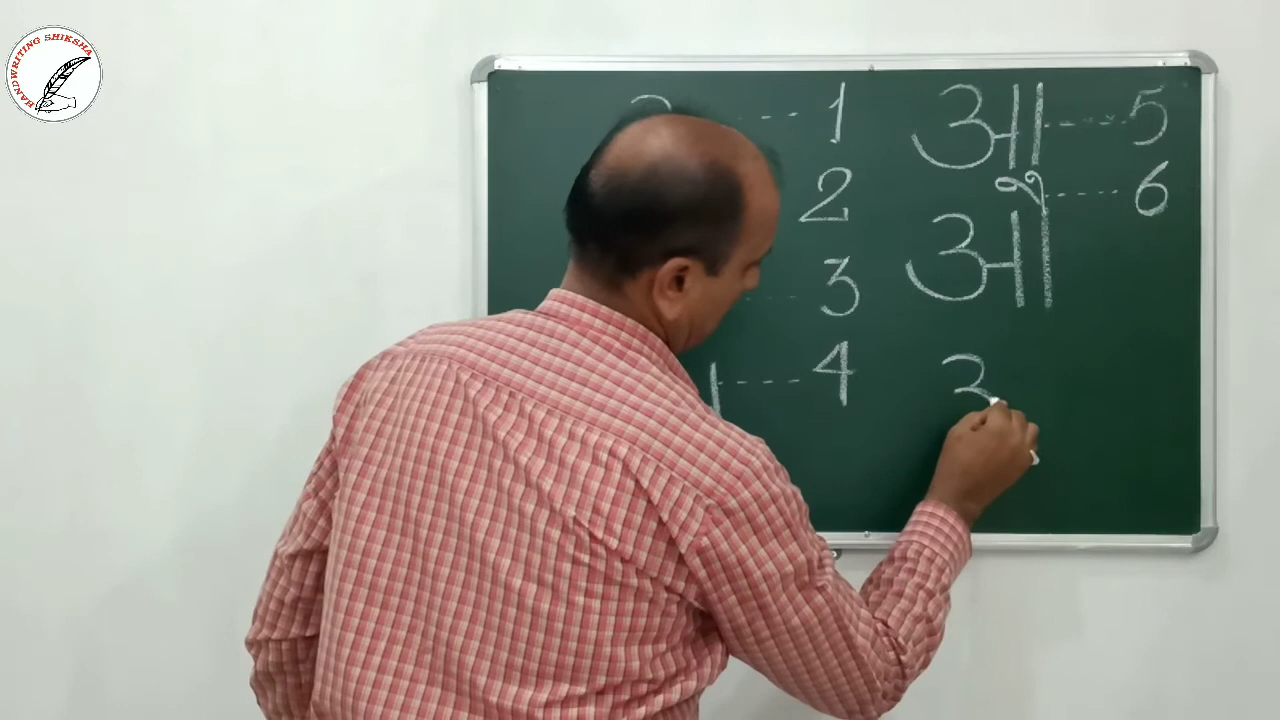 HANDWRITING SHIKSHA
---- 1
2
---- 3
---- 4
आ ---- 5
---- 6
आ